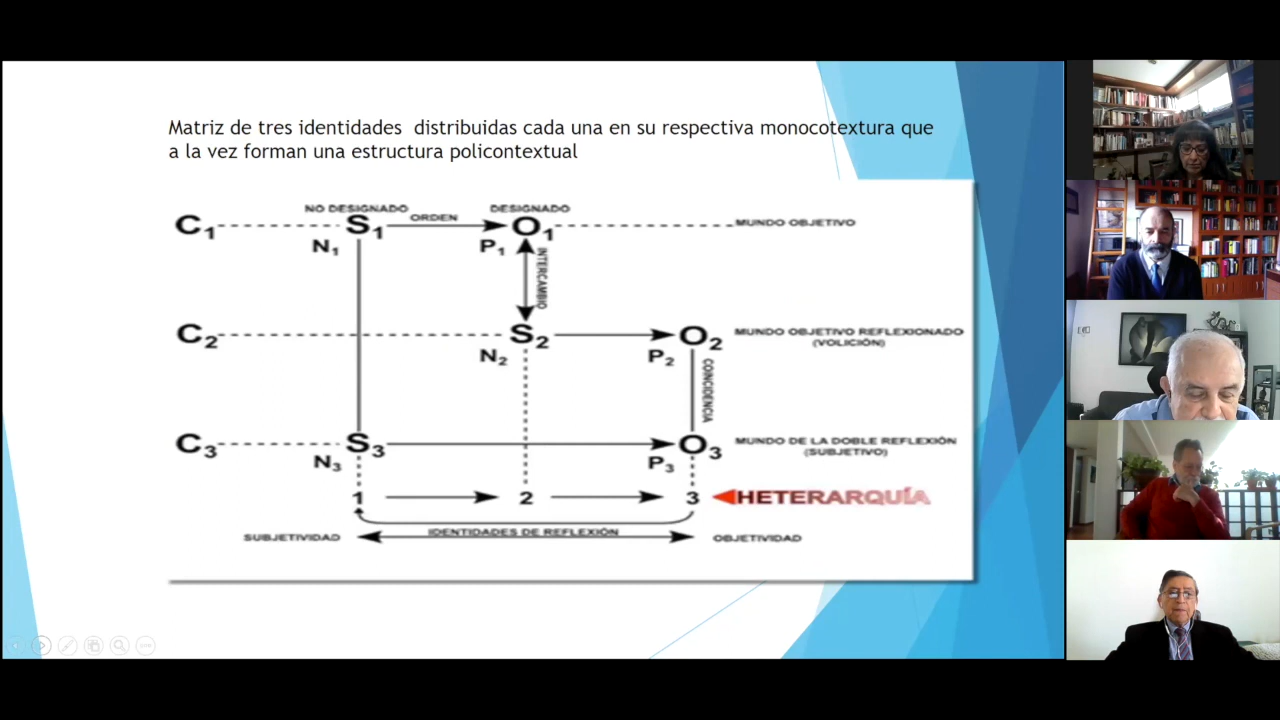 Matriz de tres identidades distribuidas cada una en su respectiva monocotextura que
a la vez forman una estructura policontextual
NO DESIGNADO DESIGNADO
C1 S1 ORDEN O1 MUNDO OBJETIVO
N1 P1
INTERCAMBIO
C2 S2 O2 MUNDO OBJETIVO REFLEXIONADO
(VOLICIÓN)
N2 P2
COINCIDENCIA
C3 S3 O3 MUNDO DE LA DOBLE REFLEXIÓN
(SUBJETIVO)
N3 P3
1 2 3 HETERARQUÍA
IDENTIDADES DE REFLEXIÓN
SUBJETIVIDAD OBJETIVIDAD